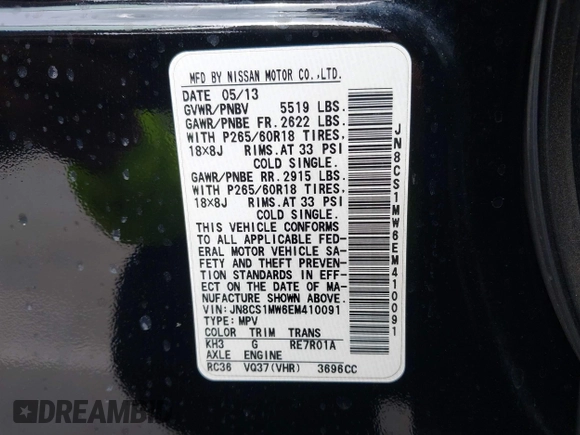 MFD BY NISSAN MOTOR CO.,LTD.
DATE 05/13
GVWR/PNBV 5519 LBS.
GAWR/PNBE FR. 2622 LBS.
WITH P265/60R18 TIRES,
18x8J RIMS.AT 33 PSI
COLD SINGLE.
GAWR/PNBE RR. 2915 LBS.
WITH P265/60R18 TIRES,
18x8J RIMS.AT 33 PSI
COLD SINGLE.
THIS VEHICLE CONFORMS
TO ALL APPLICABLE FED-
ERAL MOTOR VEHICLE SA-
FETY AND THEFT PREVEN-
TION STANDARDS IN EFF-
ECT ON THE DATE OF MA-
NUFACTURE SHOWN ABOVE.
VIN: JN8CS1MW6EM410091
TYPE: MPV
COLOR TRIM TRANS
KH3 G RE7R01A
AXLE ENGINE
RC36 VQ37(VHR) 3696CC
JN8CS1MW6EM410091
DREAMBID